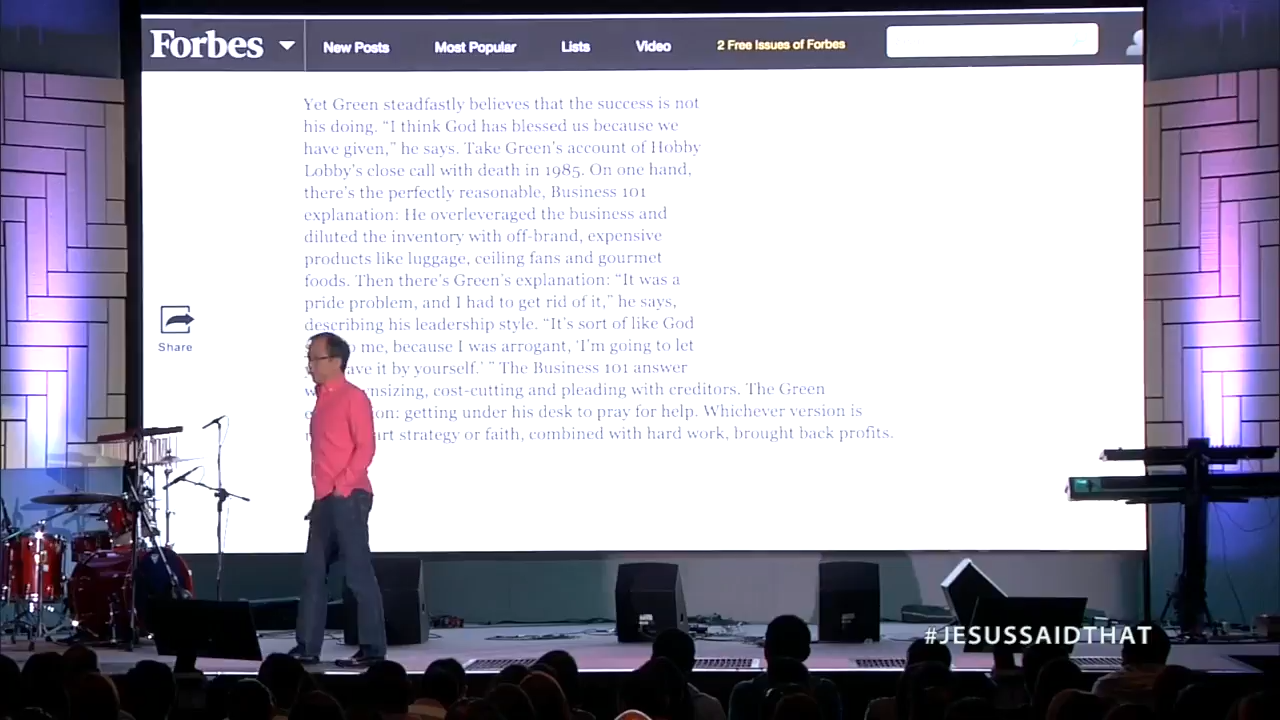 Forbes
New Posts
Most Popular
Lists
Video
2 Free Issues of Forbes
Yet Green steadfastly believes that the success is not
his doing. “I think God has blessed us because we
have given,” he says. Take Green’s account of Hobby
Lobby’s close call with death in 1985. On one hand,
there’s the perfectly reasonable, Business 101
explanation: He overleveraged the business and
diluted the inventory with off-brand, expensive
products like luggage, ceiling fans and gourmet
foods. Then there’s Green’s explanation: “It was a
pride problem, and I had to get rid of it,” he says,
describing his leadership style. “It’s sort of like God
me, because I was arrogant, ‘I’m going to let
it by yourself.’ ” The Business 101 answer
cost-cutting and pleading with creditors. The Green
getting under his desk to pray for help. Whichever version is
strategy or faith, combined with hard work, brought back profits.
Share
#JESUSSAIDTHAT